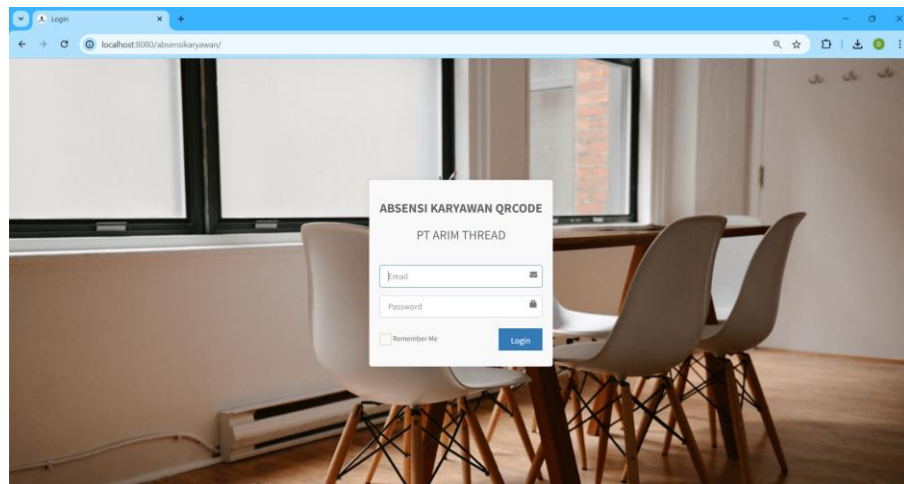 Login
localhost:8080/absensikaryawan/
ABSENSI KARYAWAN QRCODE
PT ARIM THREAD
Email
Password
Remember Me
Login